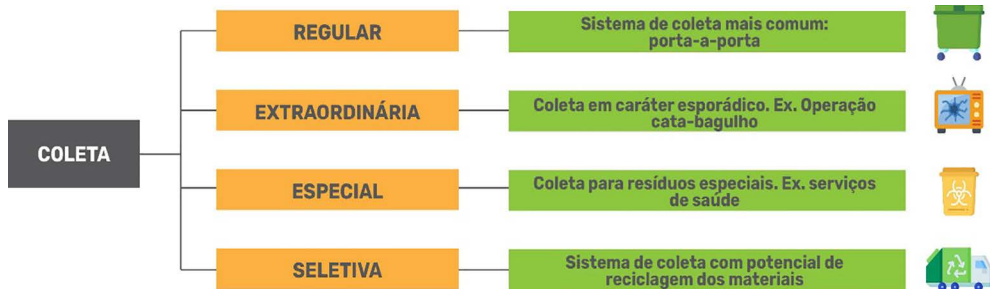 COLETA
REGULAR
Sistema de coleta mais comum:
porta-a-porta
EXTRAORDINÁRIA
Coleta em caráter esporádico. Ex. Operação
cata-bagulho
ESPECIAL
Coleta para resíduos especiais. Ex. serviços
de saúde
SELETIVA
Sistema de coleta com potencial de
reciclagem dos materiais